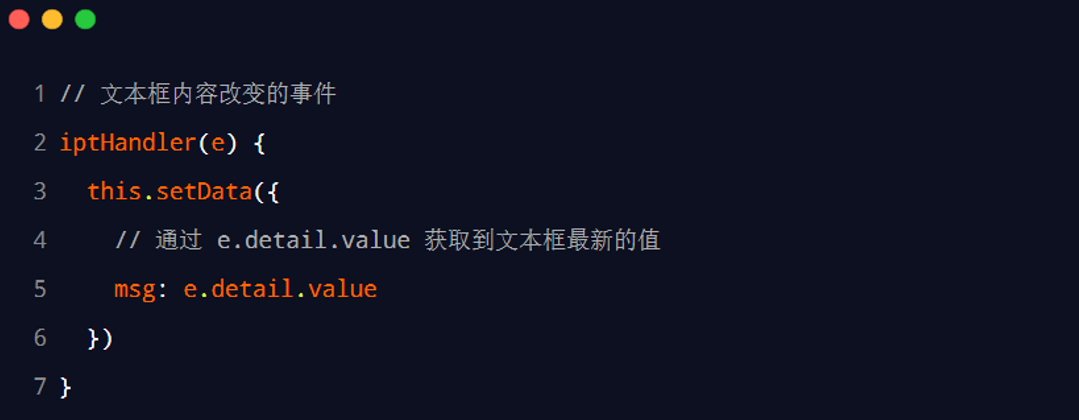 1 // 文本框内容改变的事件
2 iptHandler(e) {
3   this.setData({
4     // 通过 e.detail.value 获取到文本框最新的值
5     msg: e.detail.value
6   })
7 }